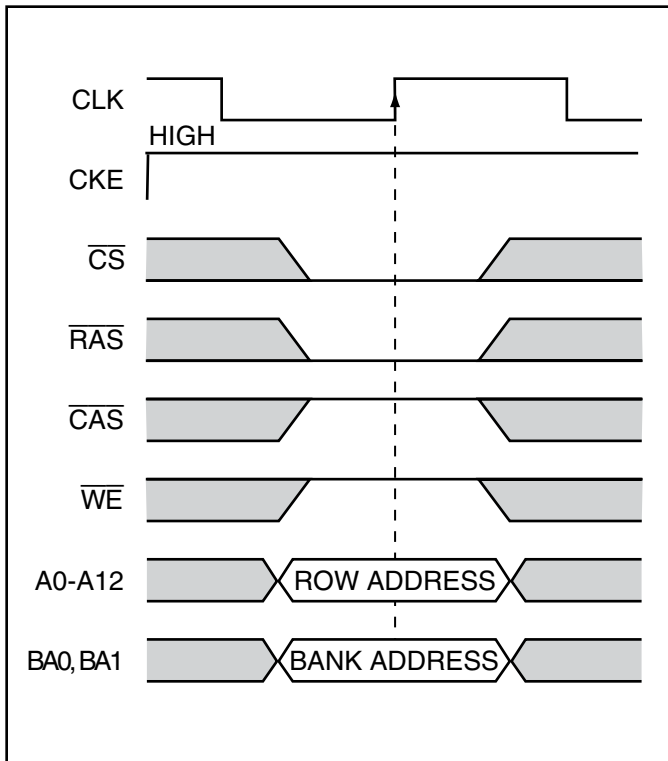 CLK
HIGH
CKE
CS
RAS
CAS
WE
A0-A12
ROW ADDRESS
BA0, BA1
BANK ADDRESS